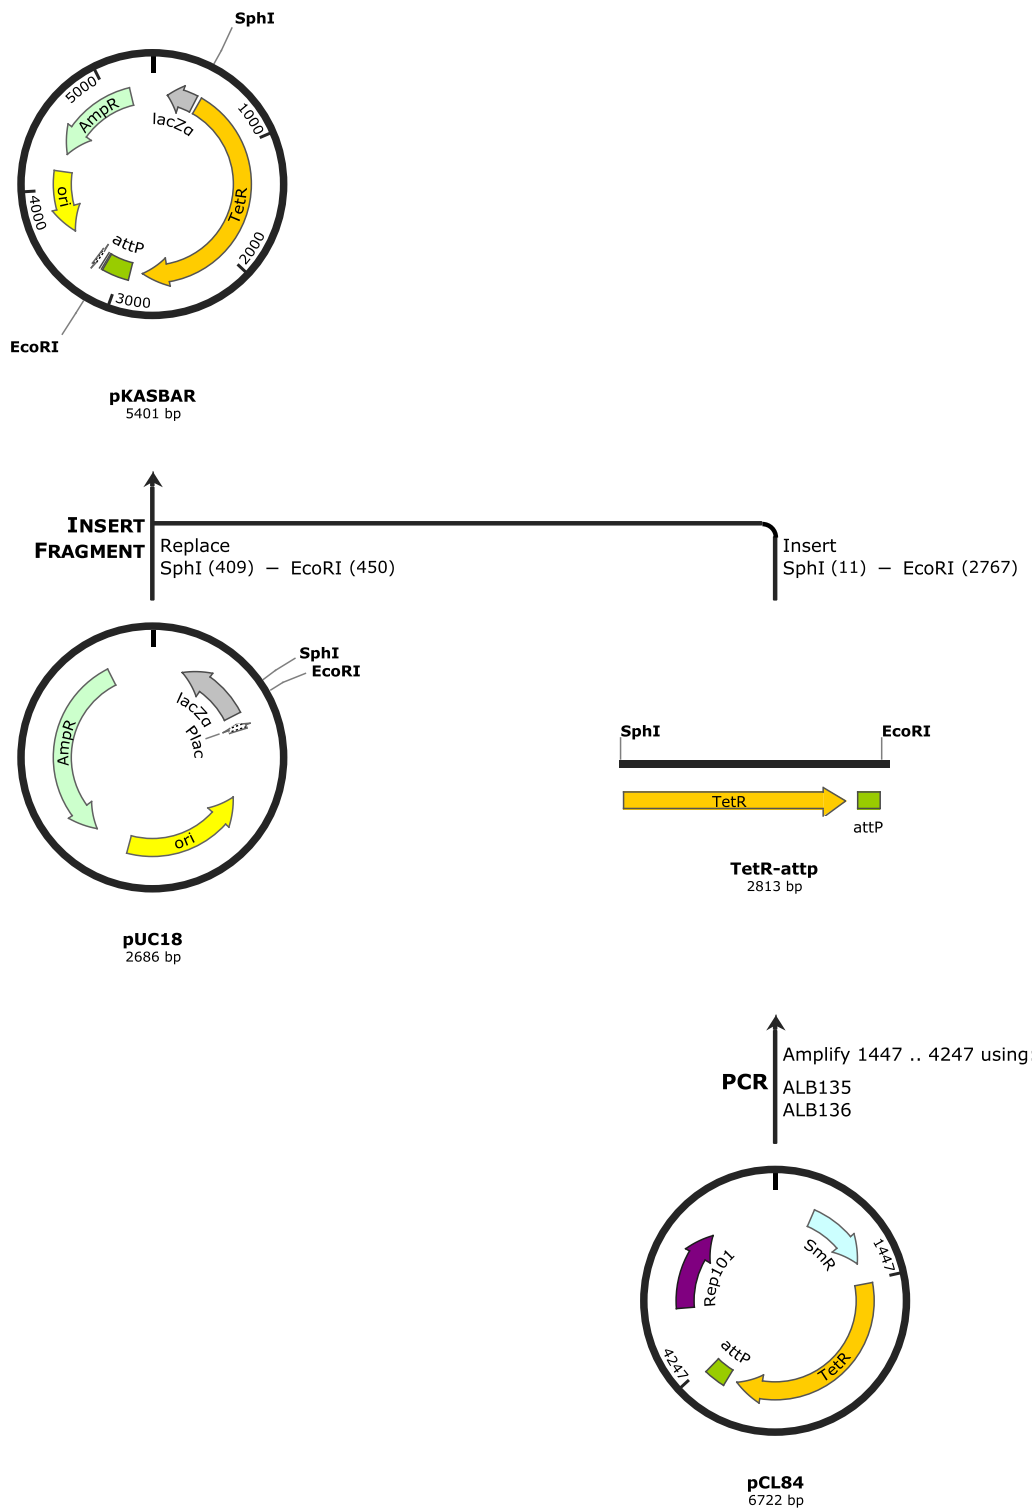 SphI
5000
1000
AmpR
lacZα
TetR
ori
4000
2000
attP
3000
EcoRI
pKASBAR
5401 bp
INSERT
FRAGMENT
Replace
SphI (409) – EcoRI (450)
Insert
SphI (11) – EcoRI (2767)
SphI
EcoRI
lacZα
Plac
AmpR
ori
pUC18
2686 bp
SphI
EcoRI
TetR
attP
TetR-attp
2813 bp
PCR
Amplify 1447 .. 4247 using:
ALB135
ALB136
SmR
1447
Rep101
attP
TetR
4247
pCL84
6722 bp